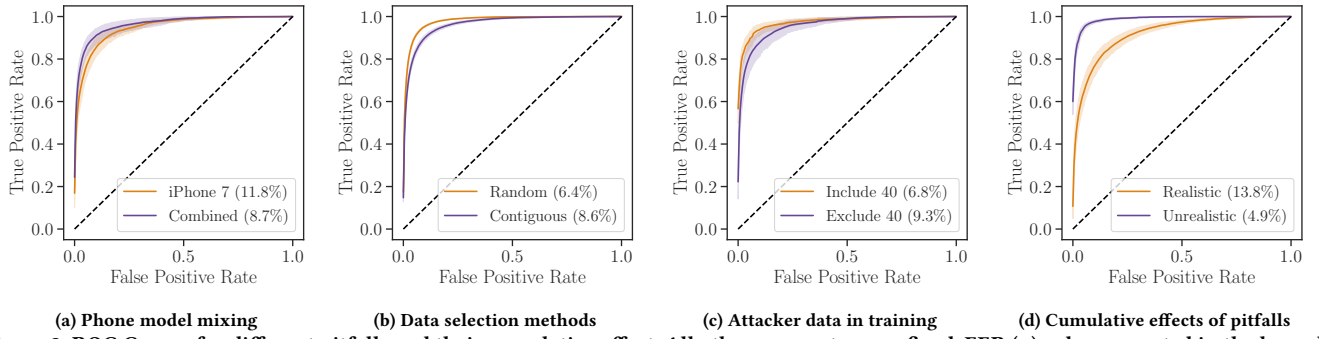 1.0
0.8
0.6
0.4
0.2
0.0
True Positive Rate
iPhone 7 (11.8%)
Combined (8.7%)
0.0 0.5 1.0
False Positive Rate
(a) Phone model mixing
1.0
0.8
0.6
0.4
0.2
0.0
True Positive Rate
Random (6.4%)
Contiguous (8.6%)
0.0 0.5 1.0
False Positive Rate
(b) Data selection methods
1.0
0.8
0.6
0.4
0.2
0.0
True Positive Rate
Include 40 (6.8%)
Exclude 40 (9.3%)
0.0 0.5 1.0
False Positive Rate
(c) Attacker data in training
1.0
0.8
0.6
0.4
0.2
0.0
True Positive Rate
Realistic (13.8%)
Unrealistic (4.9%)
0.0 0.5 1.0
False Positive Rate
(d) Cumulative effects of pitfalls